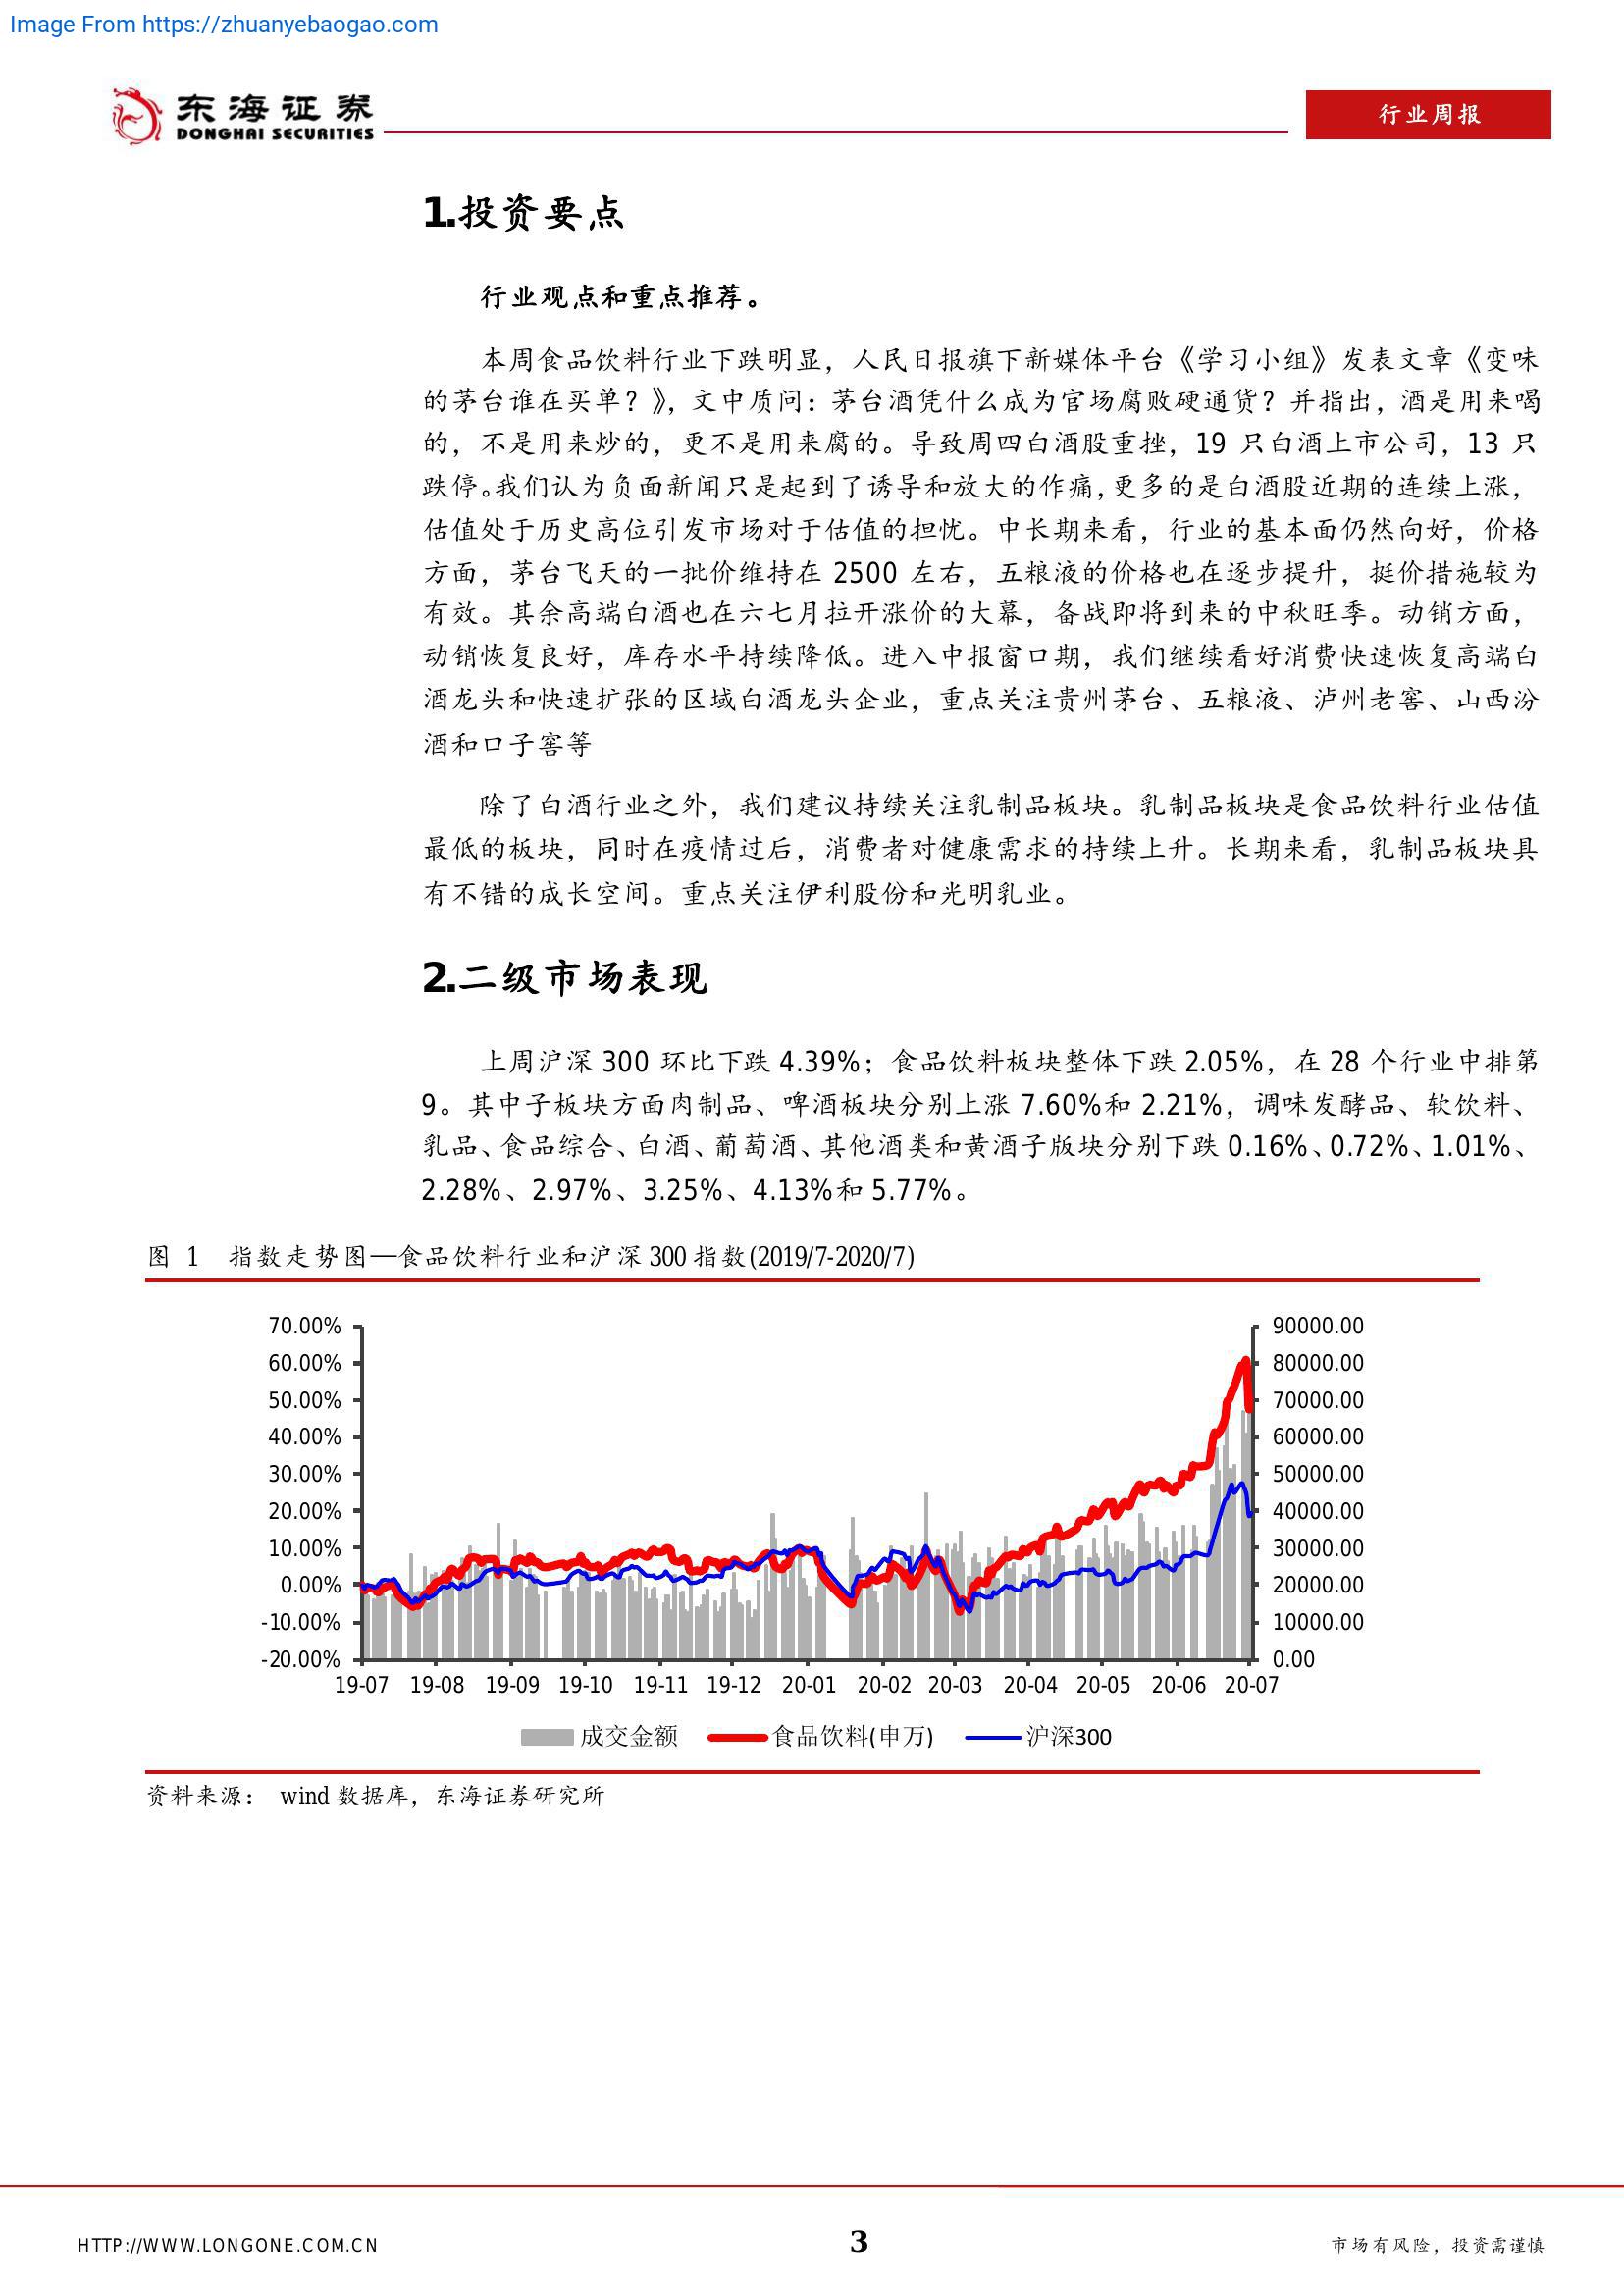 Image From https://zhuanyebaogao.com
东海证券
DONGHAI SECURITIES
行业周报
1.投资要点
行业观点和重点推荐。
本周食品饮料行业下跌明显，人民日报旗下新媒体平台《学习小组》发表文章《变味
的茅台谁在买单？》，文中质问：茅台酒凭什么成为官场腐败硬通货？并指出，酒是用来喝
的，不是用来炒的，更不是用来腐的。导致周四白酒股重挫，19 只白酒上市公司，13 只
跌停。我们认为负面新闻只是起到了诱导和放大的作痛，更多的是白酒股近期的连续上涨，
估值处于历史高位引发市场对于估值的担忧。中长期来看，行业的基本面仍然向好，价格
方面，茅台飞天的一批价维持在 2500 左右，五粮液的价格也在逐步提升，挺价措施较为
有效。其余高端白酒也在六七月拉开涨价的大幕，备战即将到来的中秋旺季。动销方面，
动销恢复良好，库存水平持续降低。进入中报窗口期，我们继续看好消费快速恢复高端白
酒龙头和快速扩张的区域白酒龙头企业，重点关注贵州茅台、五粮液、泸州老窖、山西汾
酒和口子窖等
除了白酒行业之外，我们建议持续关注乳制品板块。乳制品板块是食品饮料行业估值
最低的板块，同时在疫情过后，消费者对健康需求的持续上升。长期来看，乳制品板块具
有不错的成长空间。重点关注伊利股份和光明乳业。
2.二级市场表现
上周沪深 300 环比下跌 4.39%；食品饮料板块整体下跌 2.05%，在 28 个行业中排第
9。其中子板块方面肉制品、啤酒板块分别上涨 7.60%和 2.21%，调味发酵品、软饮料、
乳品、食品综合、白酒、葡萄酒、其他酒类和黄酒子版块分别下跌 0.16%、0.72%、1.01%、
2.28%、2.97%、3.25%、4.13%和 5.77%。
图 1 指数走势图—食品饮料行业和沪深 300 指数(2019/7-2020/7)
70.00% 90000.00
60.00% 80000.00
50.00% 70000.00
40.00% 60000.00
30.00% 50000.00
20.00% 40000.00
10.00% 30000.00
0.00% 20000.00
-10.00% 10000.00
-20.00% 0.00
19-07 19-08 19-09 19-10 19-11 19-12 20-01 20-02 20-03 20-04 20-05 20-06 20-07
成交金额 食品饮料(申万) 沪深300
资料来源： wind 数据库，东海证券研究所
HTTP://WWW.LONGONE.COM.CN 3 市场有风险，投资需谨慎